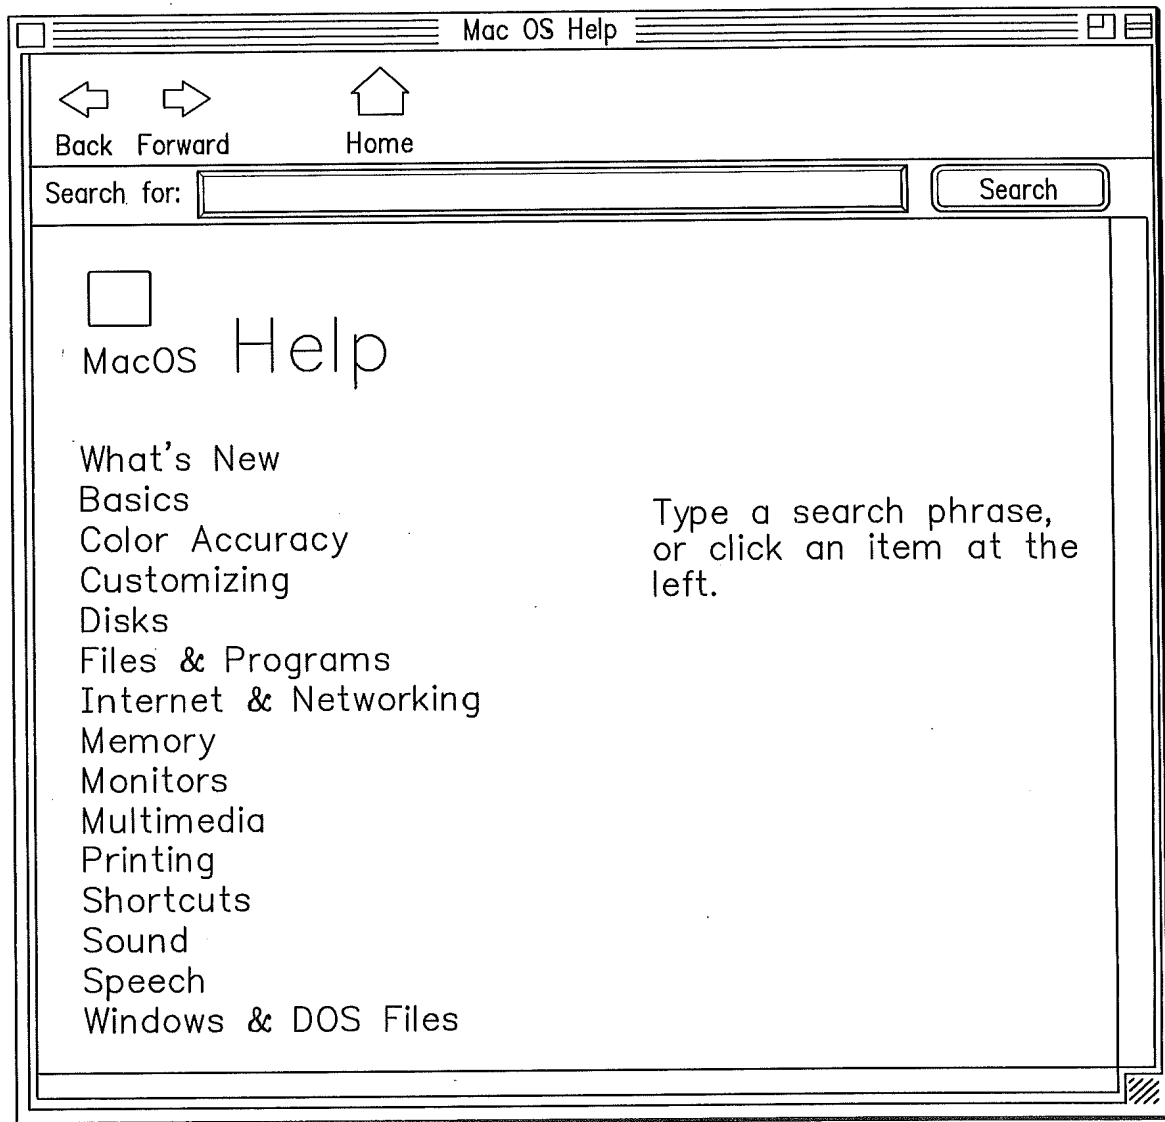 Mac OS Help
Back Forward Home
Search for: Search
MacOS Help
What's New
Basics
Color Accuracy
Customizing
Disks
Files & Programs
Internet & Networking
Memory
Monitors
Multimedia
Printing
Shortcuts
Sound
Speech
Windows & DOS Files
Type a search phrase,
or click an item at the
left.